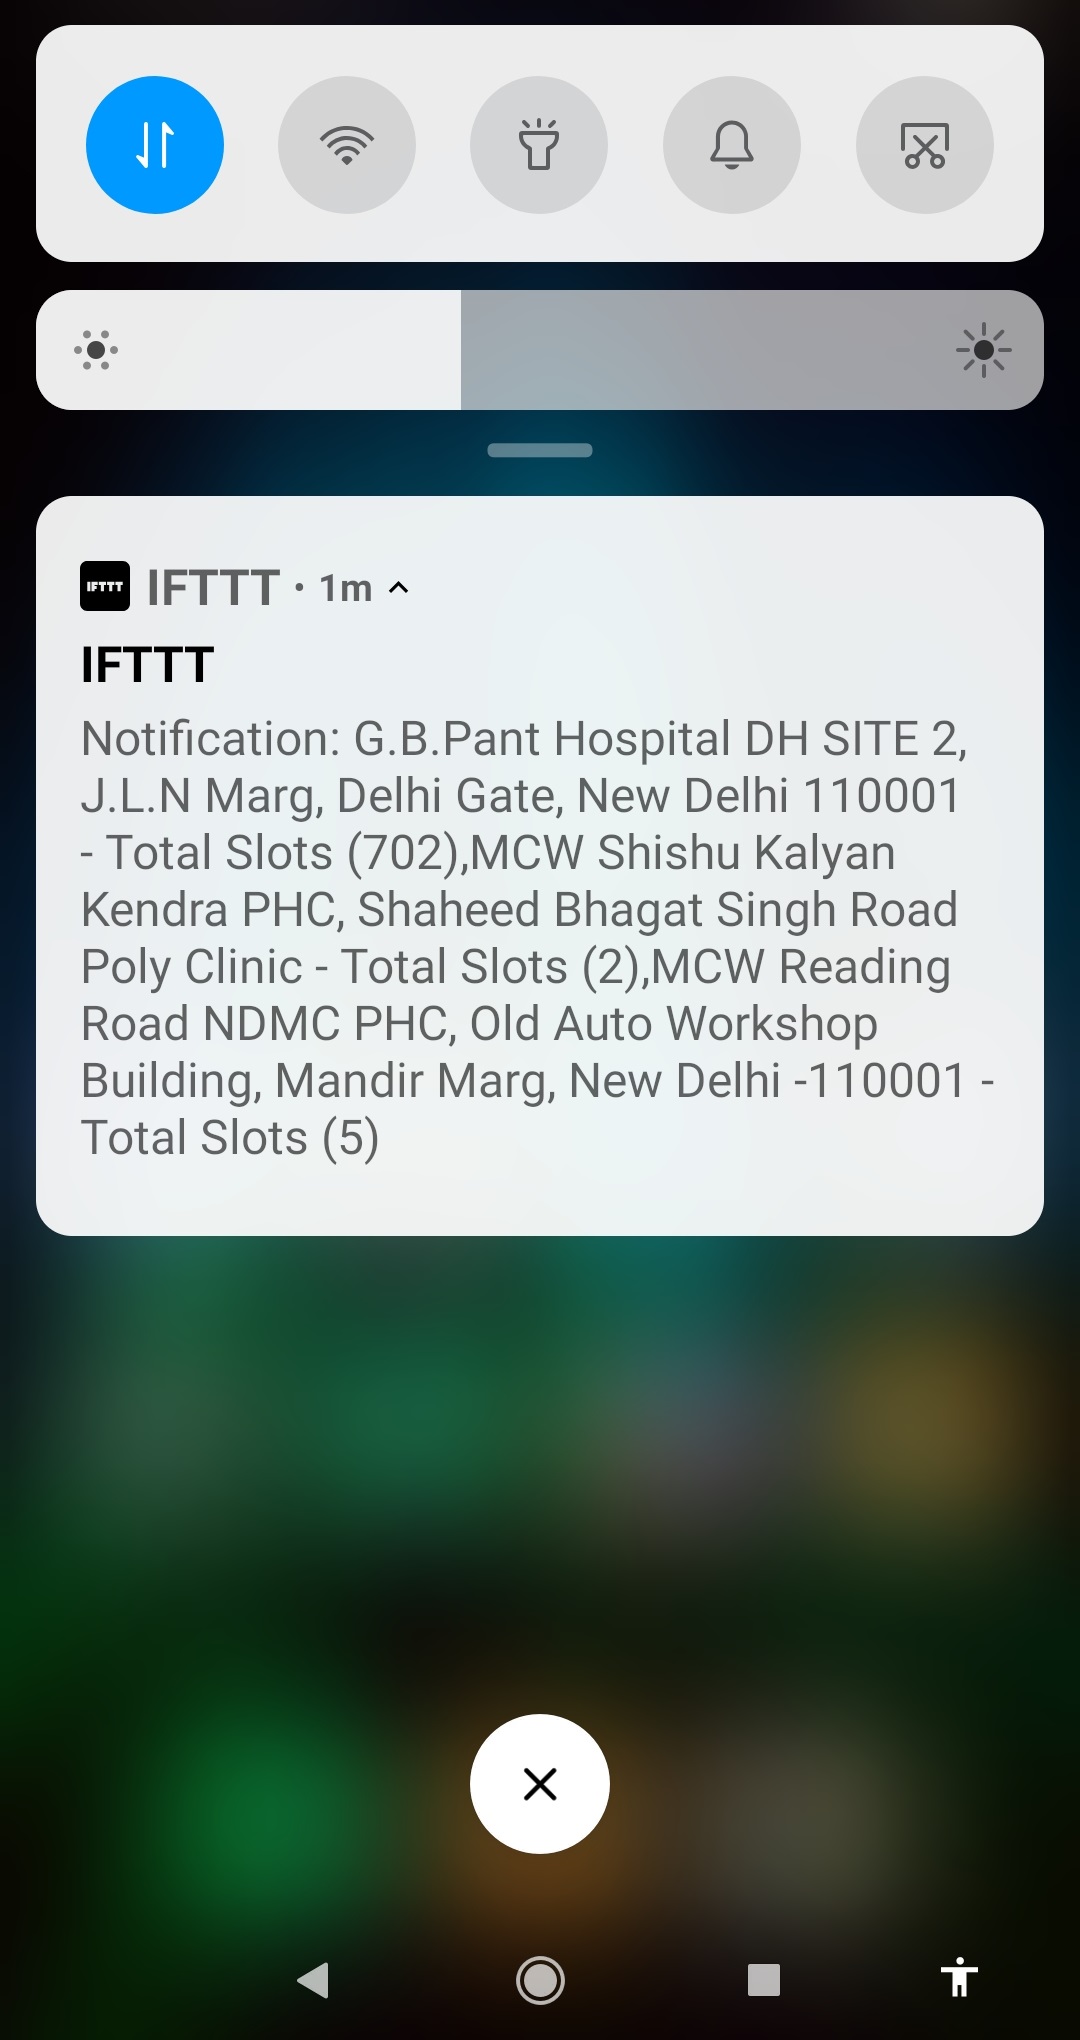 IFTTT IFTTT • 1m
IFTTT
Notification: G.B.Pant Hospital DH SITE 2,
J.L.N Marg, Delhi Gate, New Delhi 110001
- Total Slots (702),MCW Shishu Kalyan
Kendra PHC, Shaheed Bhagat Singh Road
Poly Clinic - Total Slots (2),MCW Reading
Road NDMC PHC, Old Auto Workshop
Building, Mandir Marg, New Delhi -110001 -
Total Slots (5)